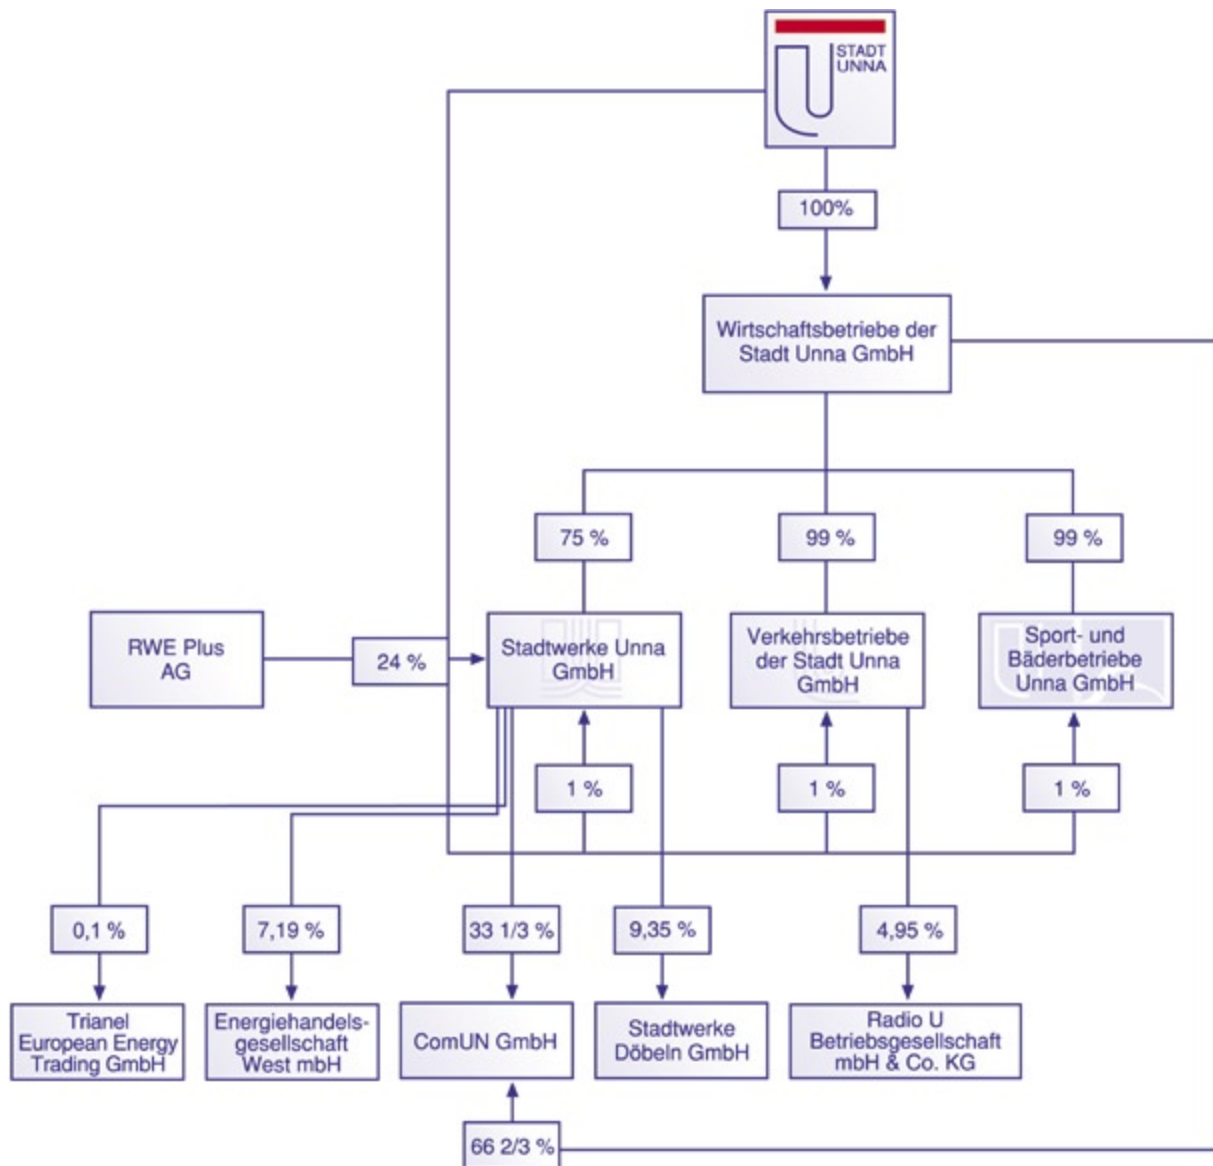 STADT
UNNA
100%
Wirtschaftsbetriebe der
Stadt Unna GmbH
75 %
99 %
99 %
RWE Plus
AG
24 %
Stadtwerke Unna
GmbH
Verkehrsbetriebe
der Stadt Unna
GmbH
Sport- und
Bäderbetriebe
Unna GmbH
1 %
1 %
1 %
0,1 %
7,19 %
33 1/3 %
9,35 %
4,95 %
Trianel
European Energy
Trading GmbH
Energiehandels-
gesellschaft
West mbH
ComUN GmbH
Stadtwerke
Döbeln GmbH
Radio U
Betriebsgesellschaft
mbH & Co. KG
66 2/3 %